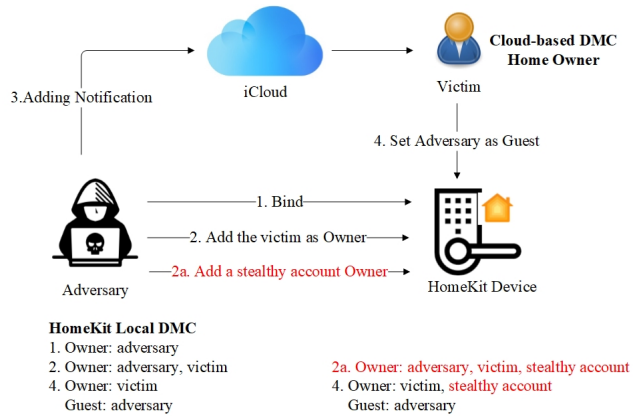 Cloud-based DMC
Home Owner
iCloud
Victim
3.Adding Notification
4. Set Adversary as Guest
1. Bind
2. Add the victim as Owner
2a. Add a stealthy account Owner
Adversary
HomeKit Device
HomeKit Local DMC
1. Owner: adversary
2. Owner: adversary, victim
4. Owner: victim
Guest: adversary
2a. Owner: adversary, victim, stealthy account
4. Owner: victim, stealthy account
Guest: adversary